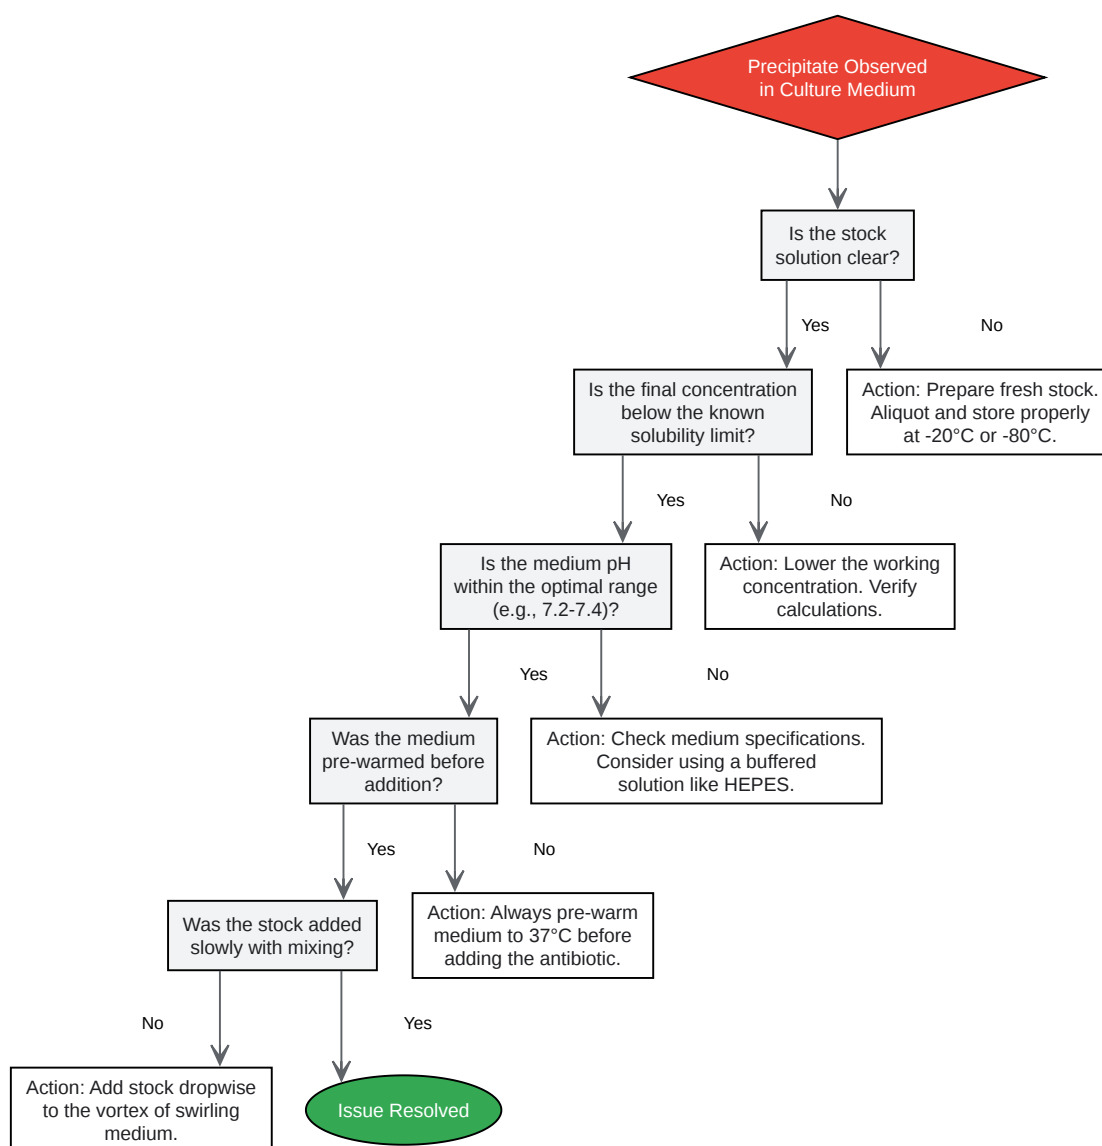 Precipitate Observed
in Culture Medium
Is the stock
solution clear?
Yes
No
Is the final concentration
below the known
solubility limit?
Action: Prepare fresh stock.
Aliquot and store properly
at -20°C or -80°C.
Yes
No
Is the medium pH
within the optimal range
(e.g., 7.2-7.4)?
Action: Lower the working
concentration. Verify
calculations.
Yes
No
Was the medium
pre-warmed before
addition?
Action: Check medium specifications.
Consider using a buffered
solution like HEPES.
Yes
No
Was the stock added
slowly with mixing?
Action: Always pre-warm
medium to 37°C before
adding the antibiotic.
No
Yes
Action: Add stock dropwise
to the vortex of swirling
medium.
Issue Resolved